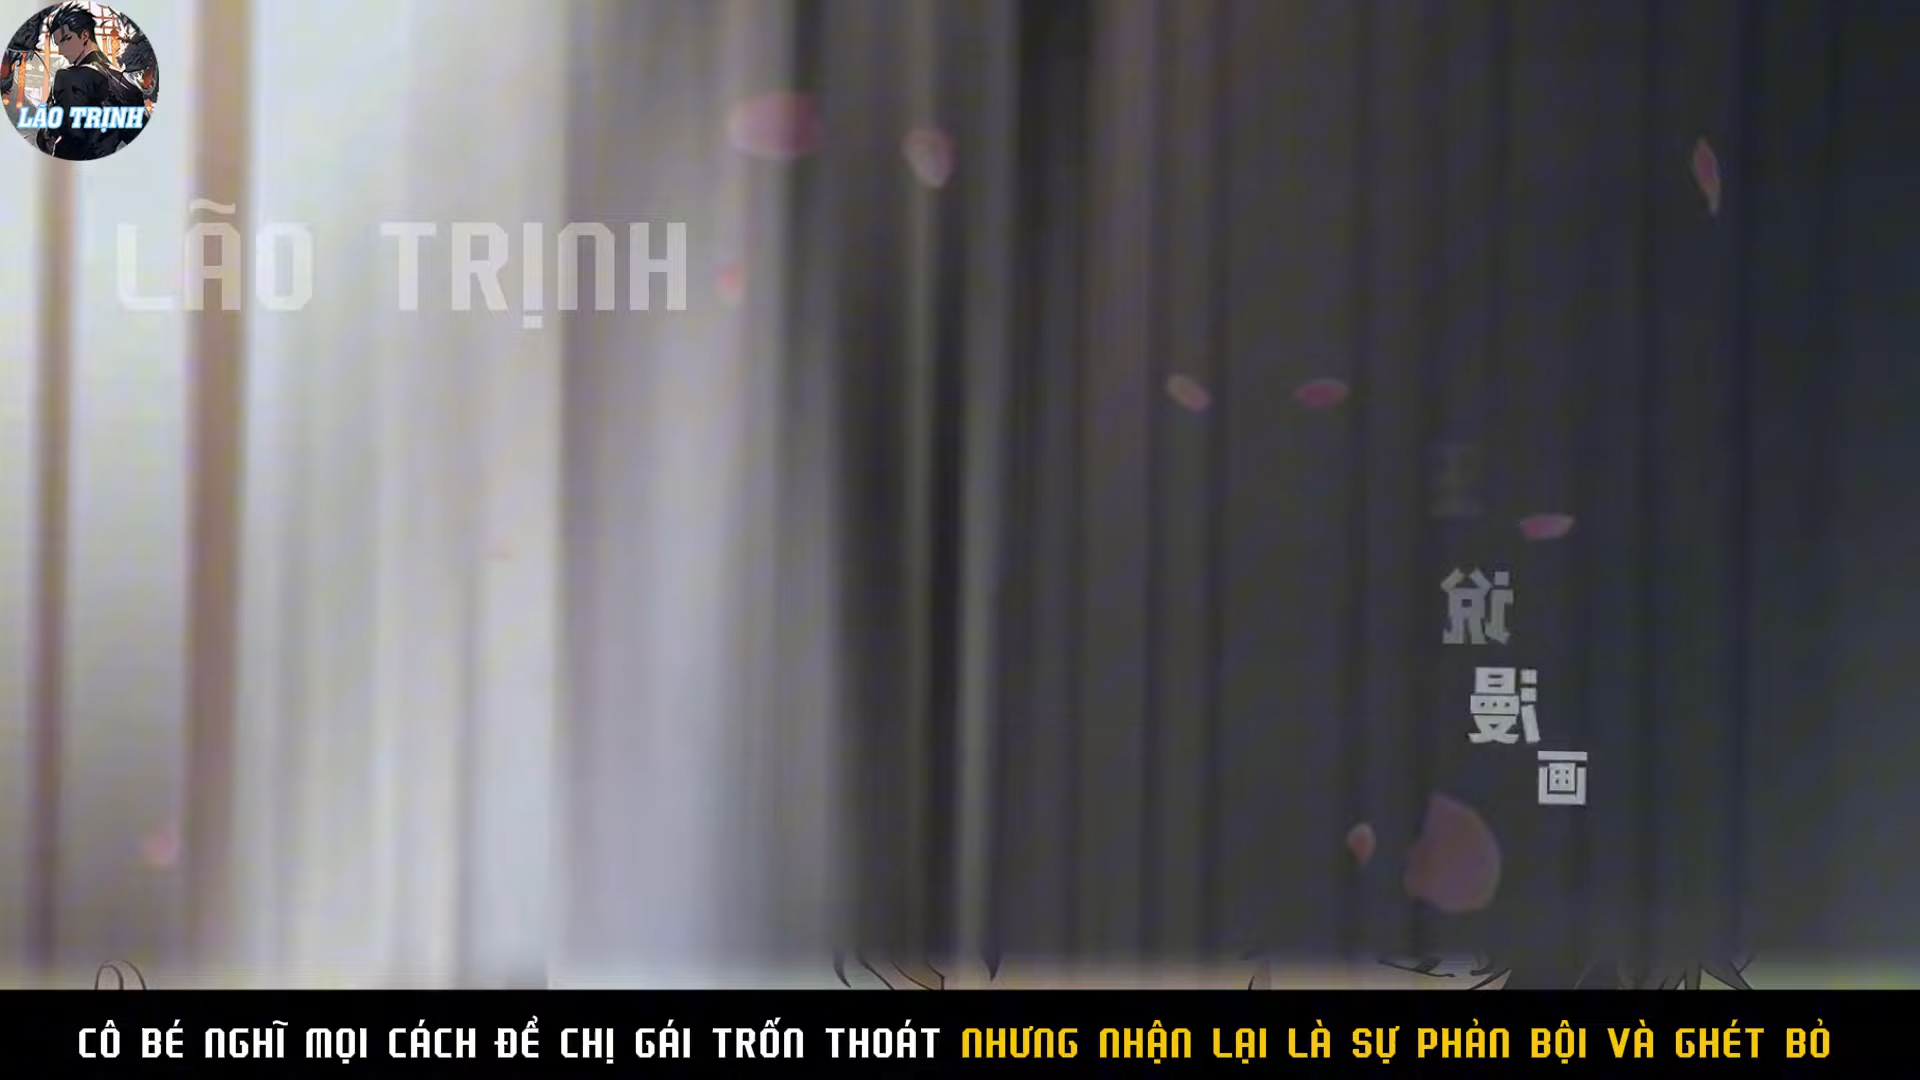 LÃO TRỊNH
LÃO TRỊNH
说
漫
画
CÔ BÉ NGHĨ MỌI CÁCH ĐỂ CHỊ GÁI TRỐN THOÁT NHƯNG NHẬN LẠI LÀ SỰ PHẢN BỘI VÀ GHÉT BỎ